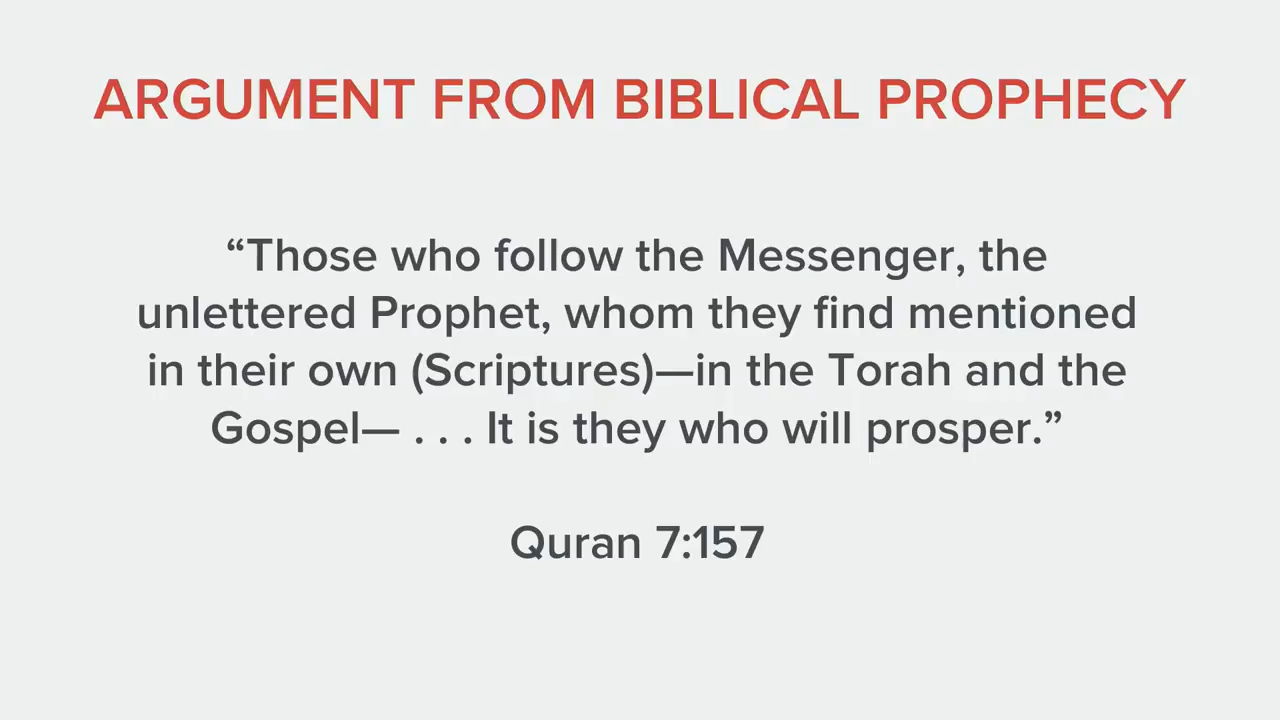 ARGUMENT FROM BIBLICAL PROPHECY
“Those who follow the Messenger, the
unlettered Prophet, whom they find mentioned
in their own (Scriptures)—in the Torah and the
Gospel— . . . It is they who will prosper.”
Quran 7:157